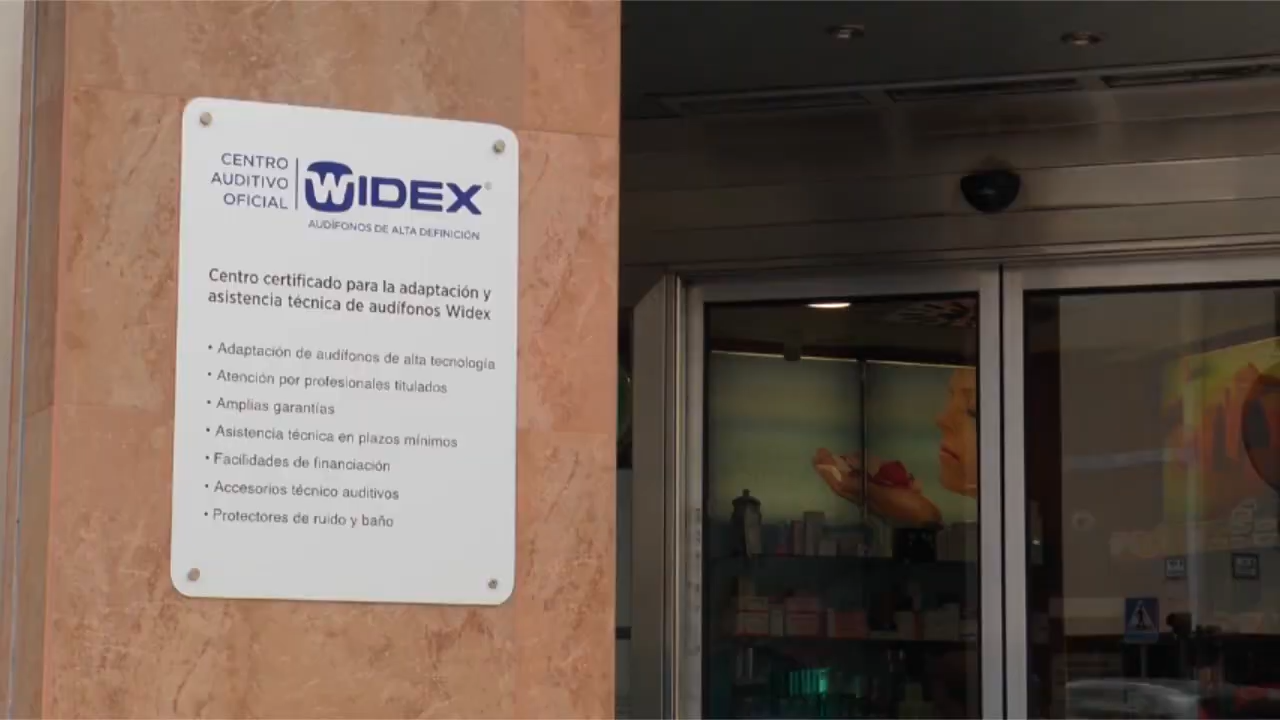 CENTRO
AUDITIVO
OFICIAL
WIDEX®
AUDÍFONOS DE ALTA DEFINICIÓN
Centro certificado para la adaptación y
asistencia técnica de audífonos Widex
• Adaptación de audífonos de alta tecnología
• Atención por profesionales titulados
• Amplias garantías
• Asistencia técnica en plazos mínimos
• Facilidades de financiación
• Accesorios técnico auditivos
• Protectores de ruido y baño